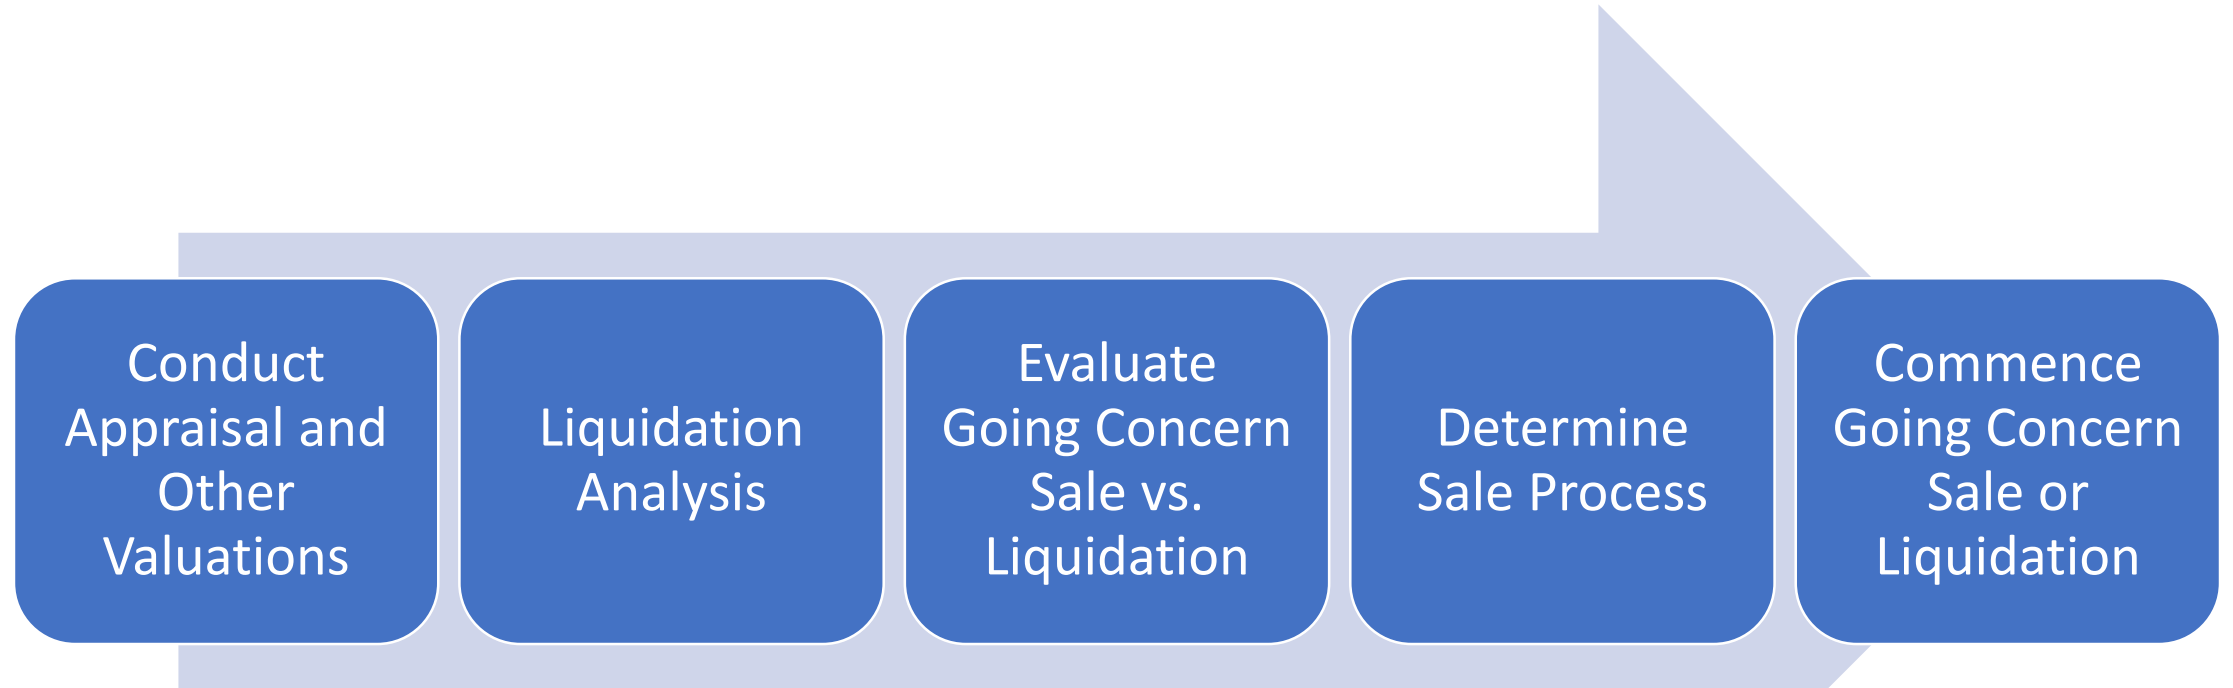 Conduct
Appraisal and
Other
Valuations
Liquidation
Analysis
Evaluate
Going Concern
Sale vs.
Liquidation
Determine
Sale Process
Commence
Going Concern
Sale or
Liquidation